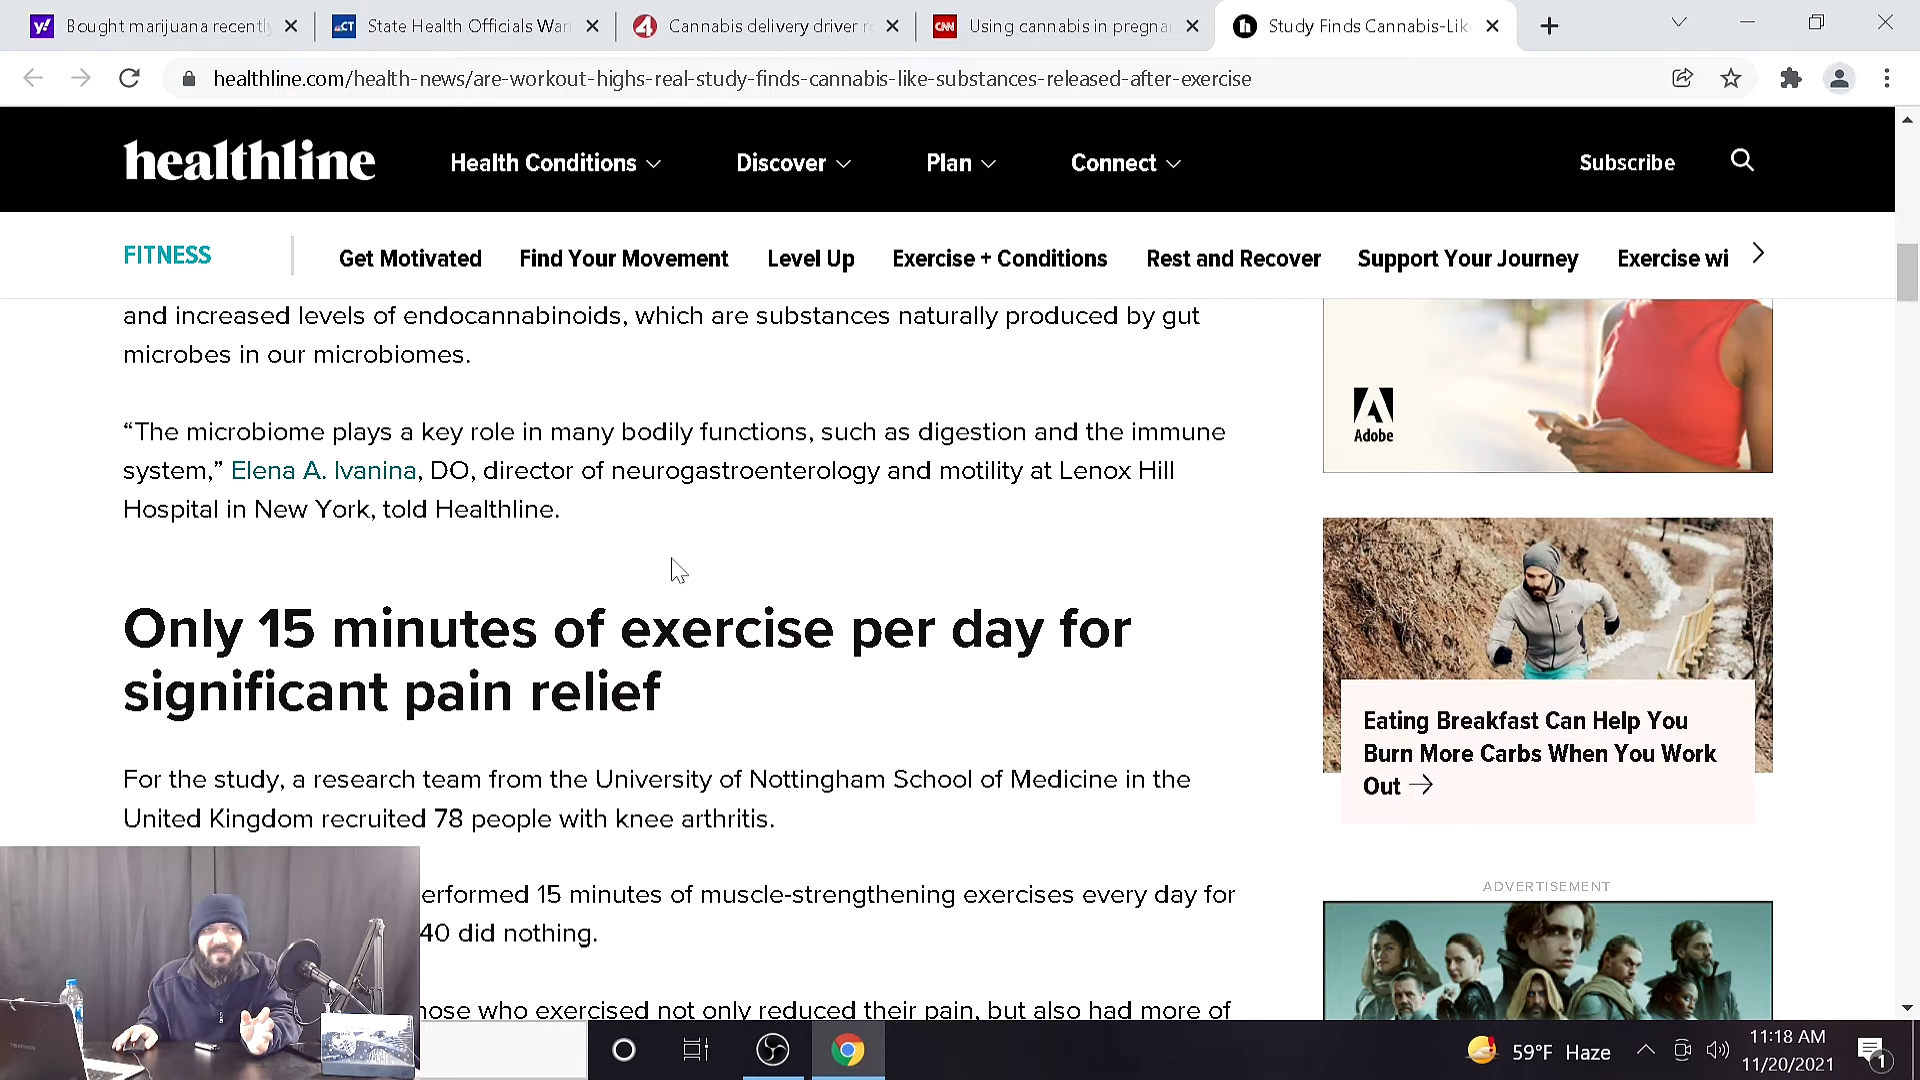 Bought marijuana recently
CT
State Health Officials War
4
Cannabis delivery driver r
CNN
Using cannabis in pregna
h
Study Finds Cannabis-Lik
healthline.com/health-news/are-workout-highs-real-study-finds-cannabis-like-substances-released-after-exercise
healthline
Health Conditions
Discover
Plan
Connect
Subscribe
FITNESS
Get Motivated
Find Your Movement
Level Up
Exercise + Conditions
Rest and Recover
Support Your Journey
Exercise wi
and increased levels of endocannabinoids, which are substances naturally produced by gut
microbes in our microbiomes.
“The microbiome plays a key role in many bodily functions, such as digestion and the immune
system,” Elena A. Ivanina, DO, director of neurogastroenterology and motility at Lenox Hill
Hospital in New York, told Healthline.
Only 15 minutes of exercise per day for
significant pain relief
For the study, a research team from the University of Nottingham School of Medicine in the
United Kingdom recruited 78 people with knee arthritis.
erformed 15 minutes of muscle-strengthening exercises every day for
40 did nothing.
hose who exercised not only reduced their pain, but also had more of
Adobe
Eating Breakfast Can Help You
Burn More Carbs When You Work
Out →
ADVERTISEMENT
59°F Haze
11:18 AM
11/20/2021
1